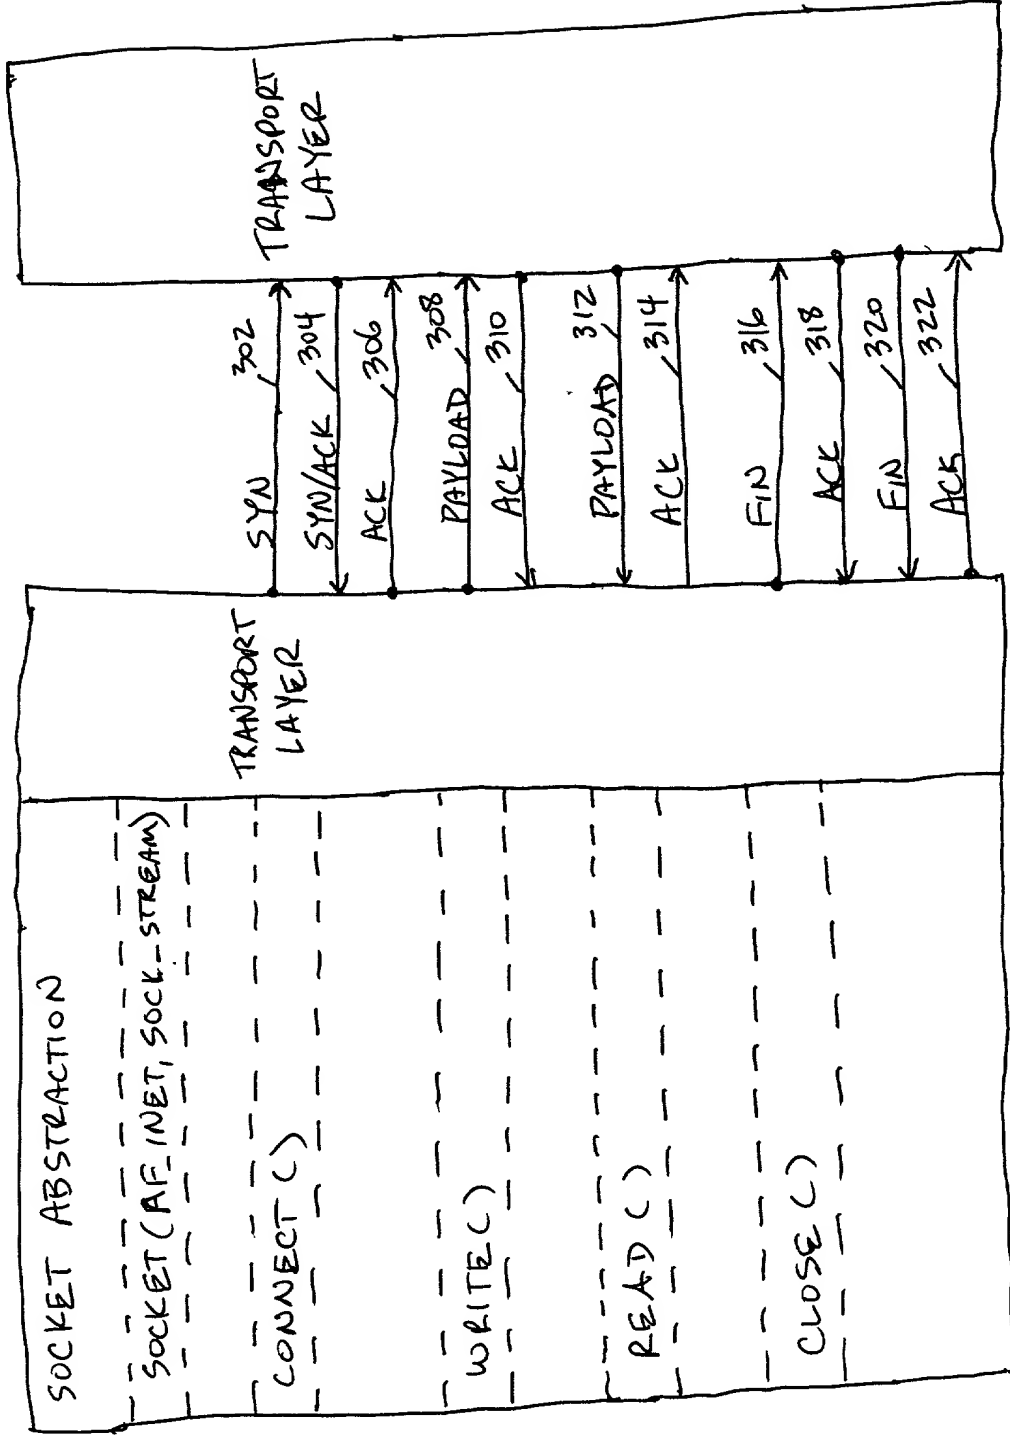 SOCKET ABSTRACTION
SOCKET (AF_INET, SOCK_STREAM)
CONNECT ()
WRITE ()
READ ()
CLOSE ()
TRANSPORT
LAYER
SYN 302
SYN/ACK 304
ACK 306
PAYLOAD 308
ACK 310
PAYLOAD 312
ACK 314
FIN 316
ACK 318
FIN 320
ACK 322
TRANSPORT
LAYER